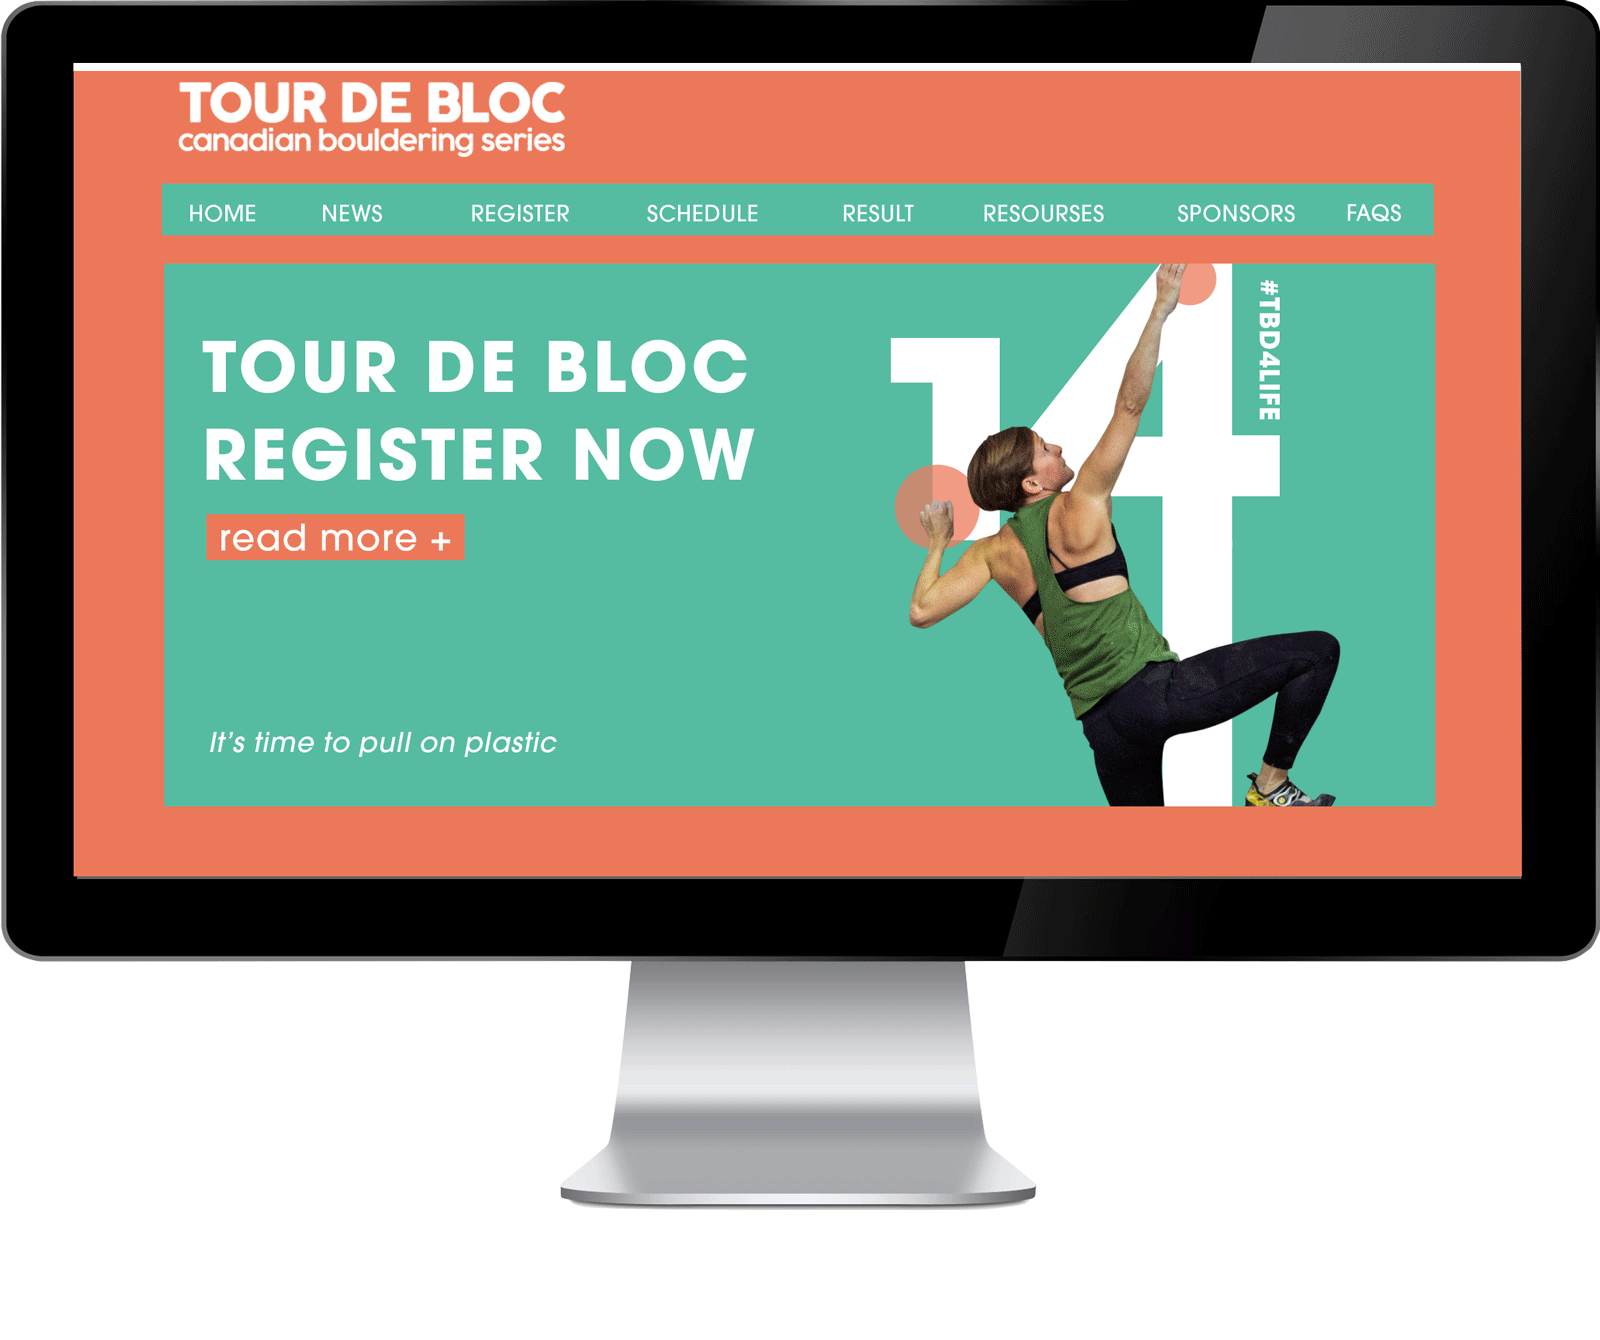 TOUR DE BLOC
canadian bouldering series
HOME NEWS REGISTER SCHEDULE RESULT RESOURSES SPONSORS FAQS
TOUR DE BLOC
REGISTER NOW
read more +
It's time to pull on plastic
14
#TBD4LIFE